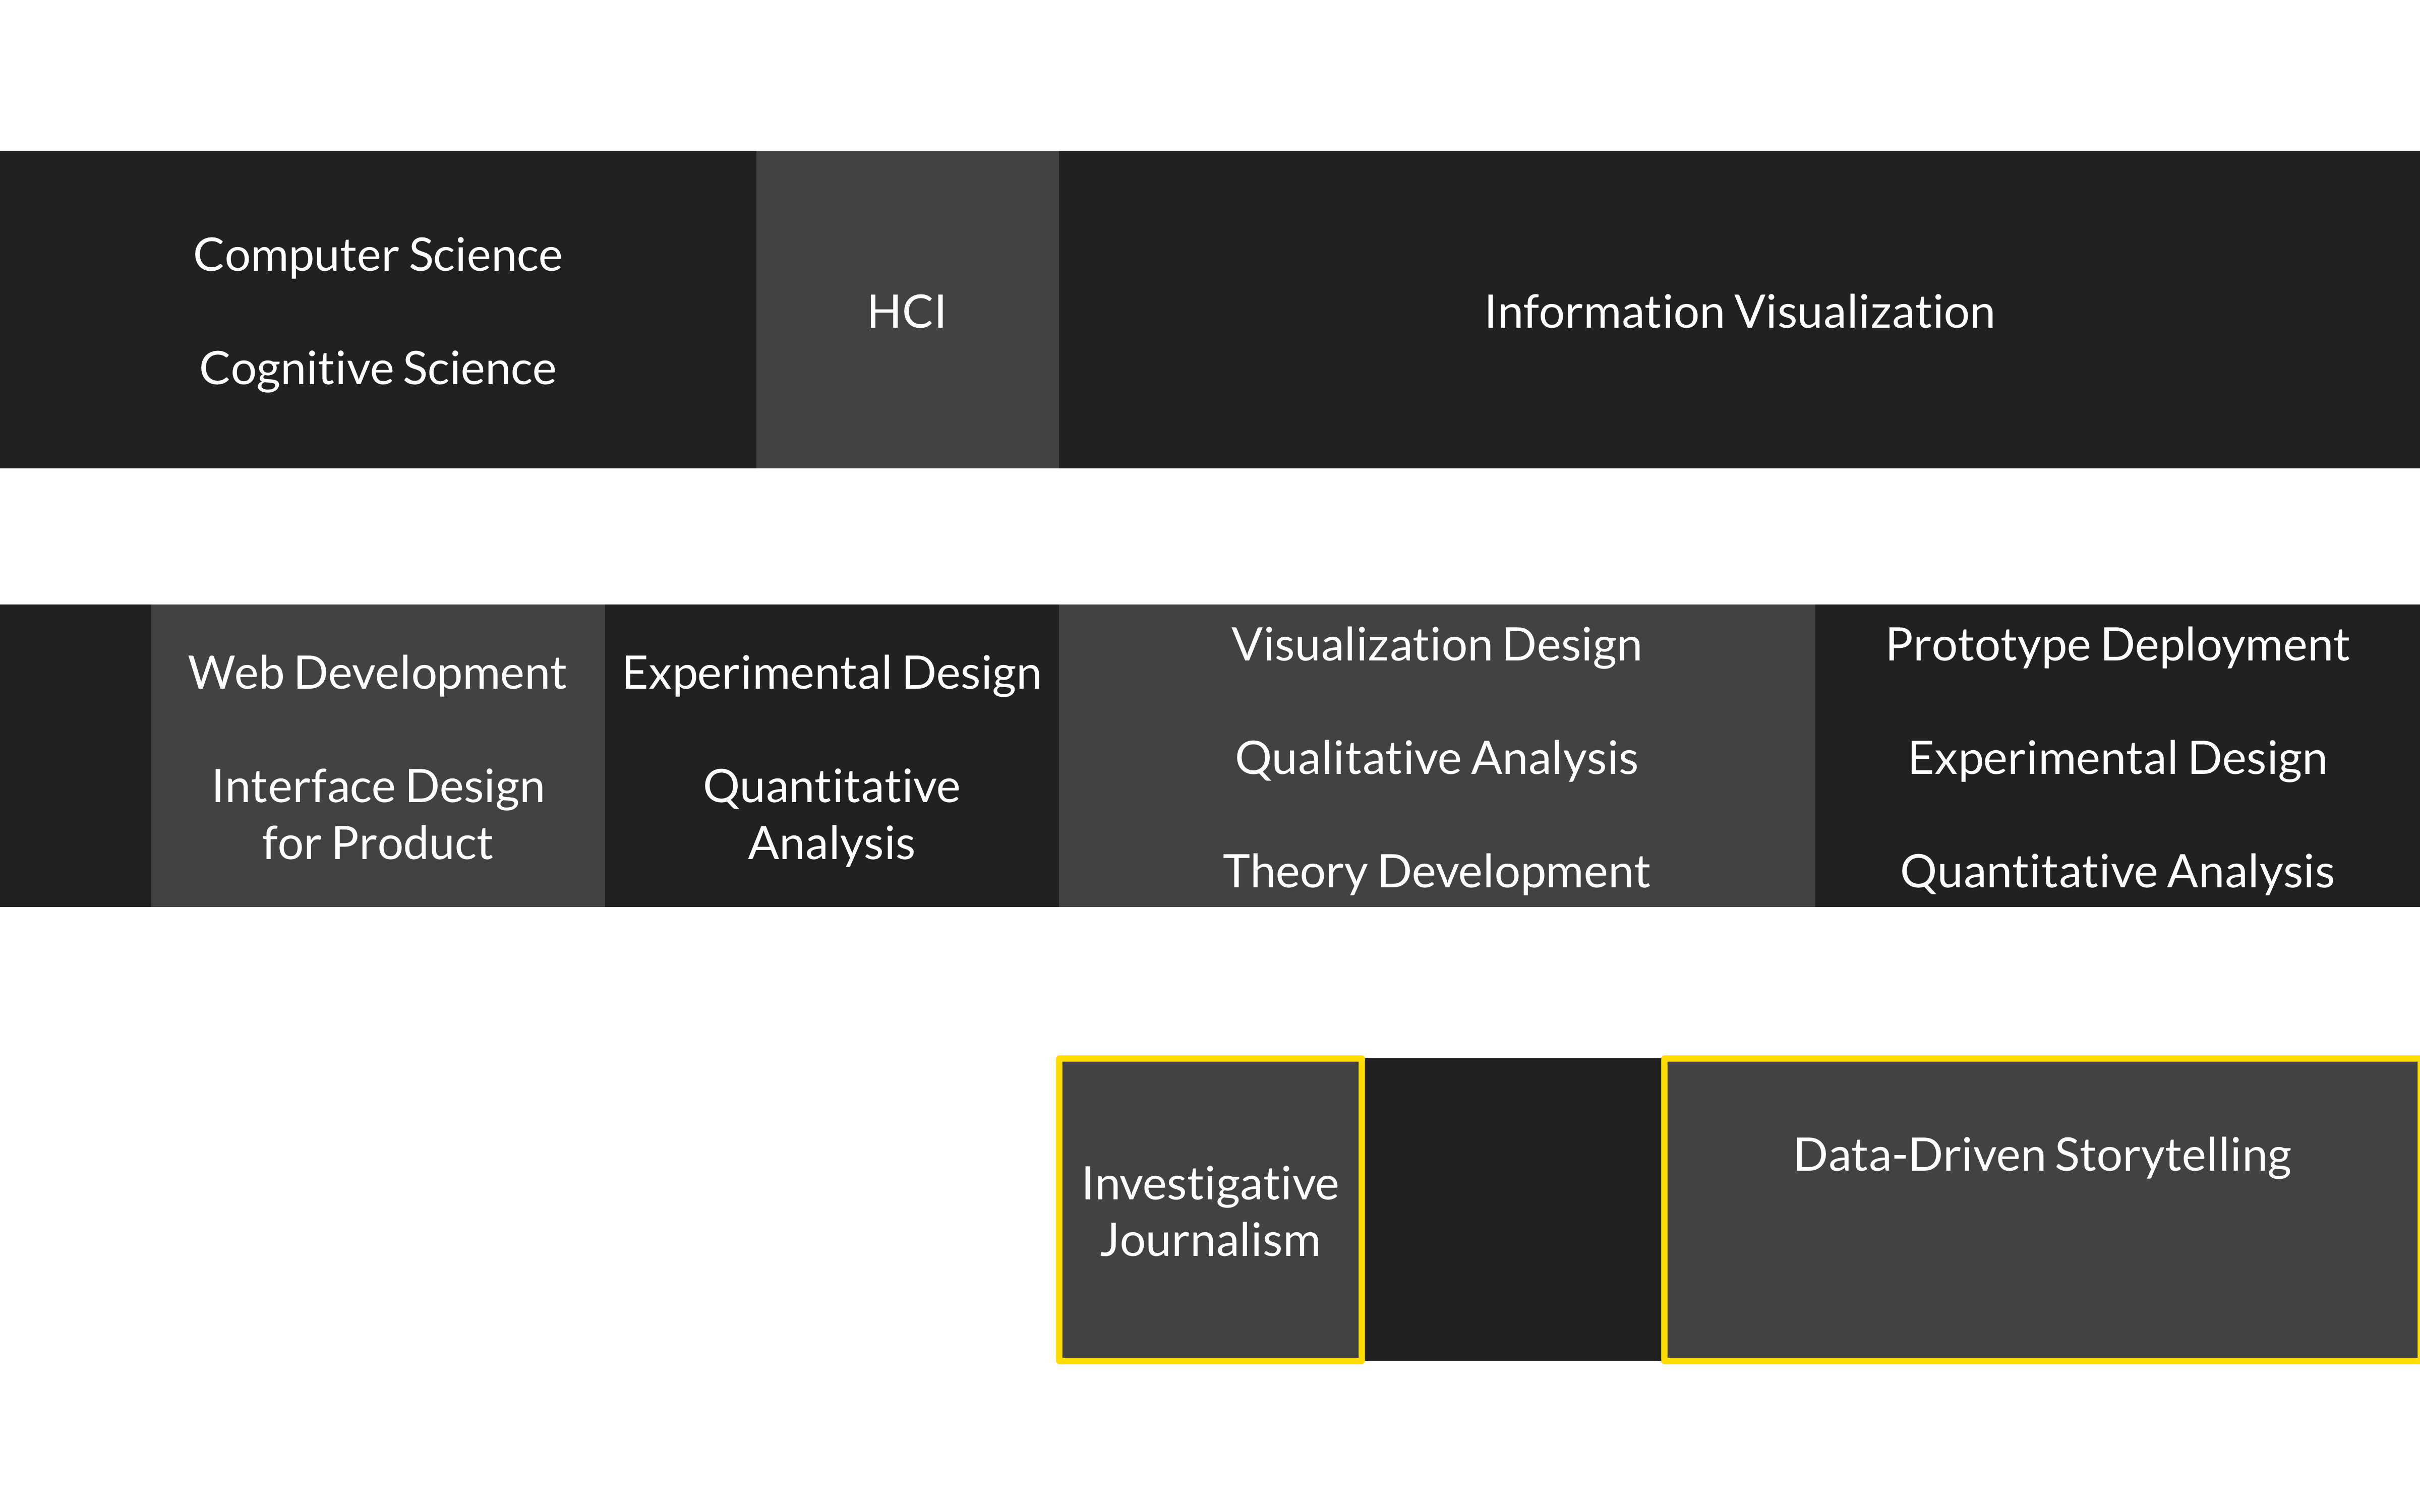 Computer Science
Cognitive Science
HCI
Information Visualization
Web Development
Interface Design
for Product
Experimental Design
Quantitative
Analysis
Visualization Design
Qualitative Analysis
Theory Development
Prototype Deployment
Experimental Design
Quantitative Analysis
Investigative
Journalism
Data-Driven Storytelling